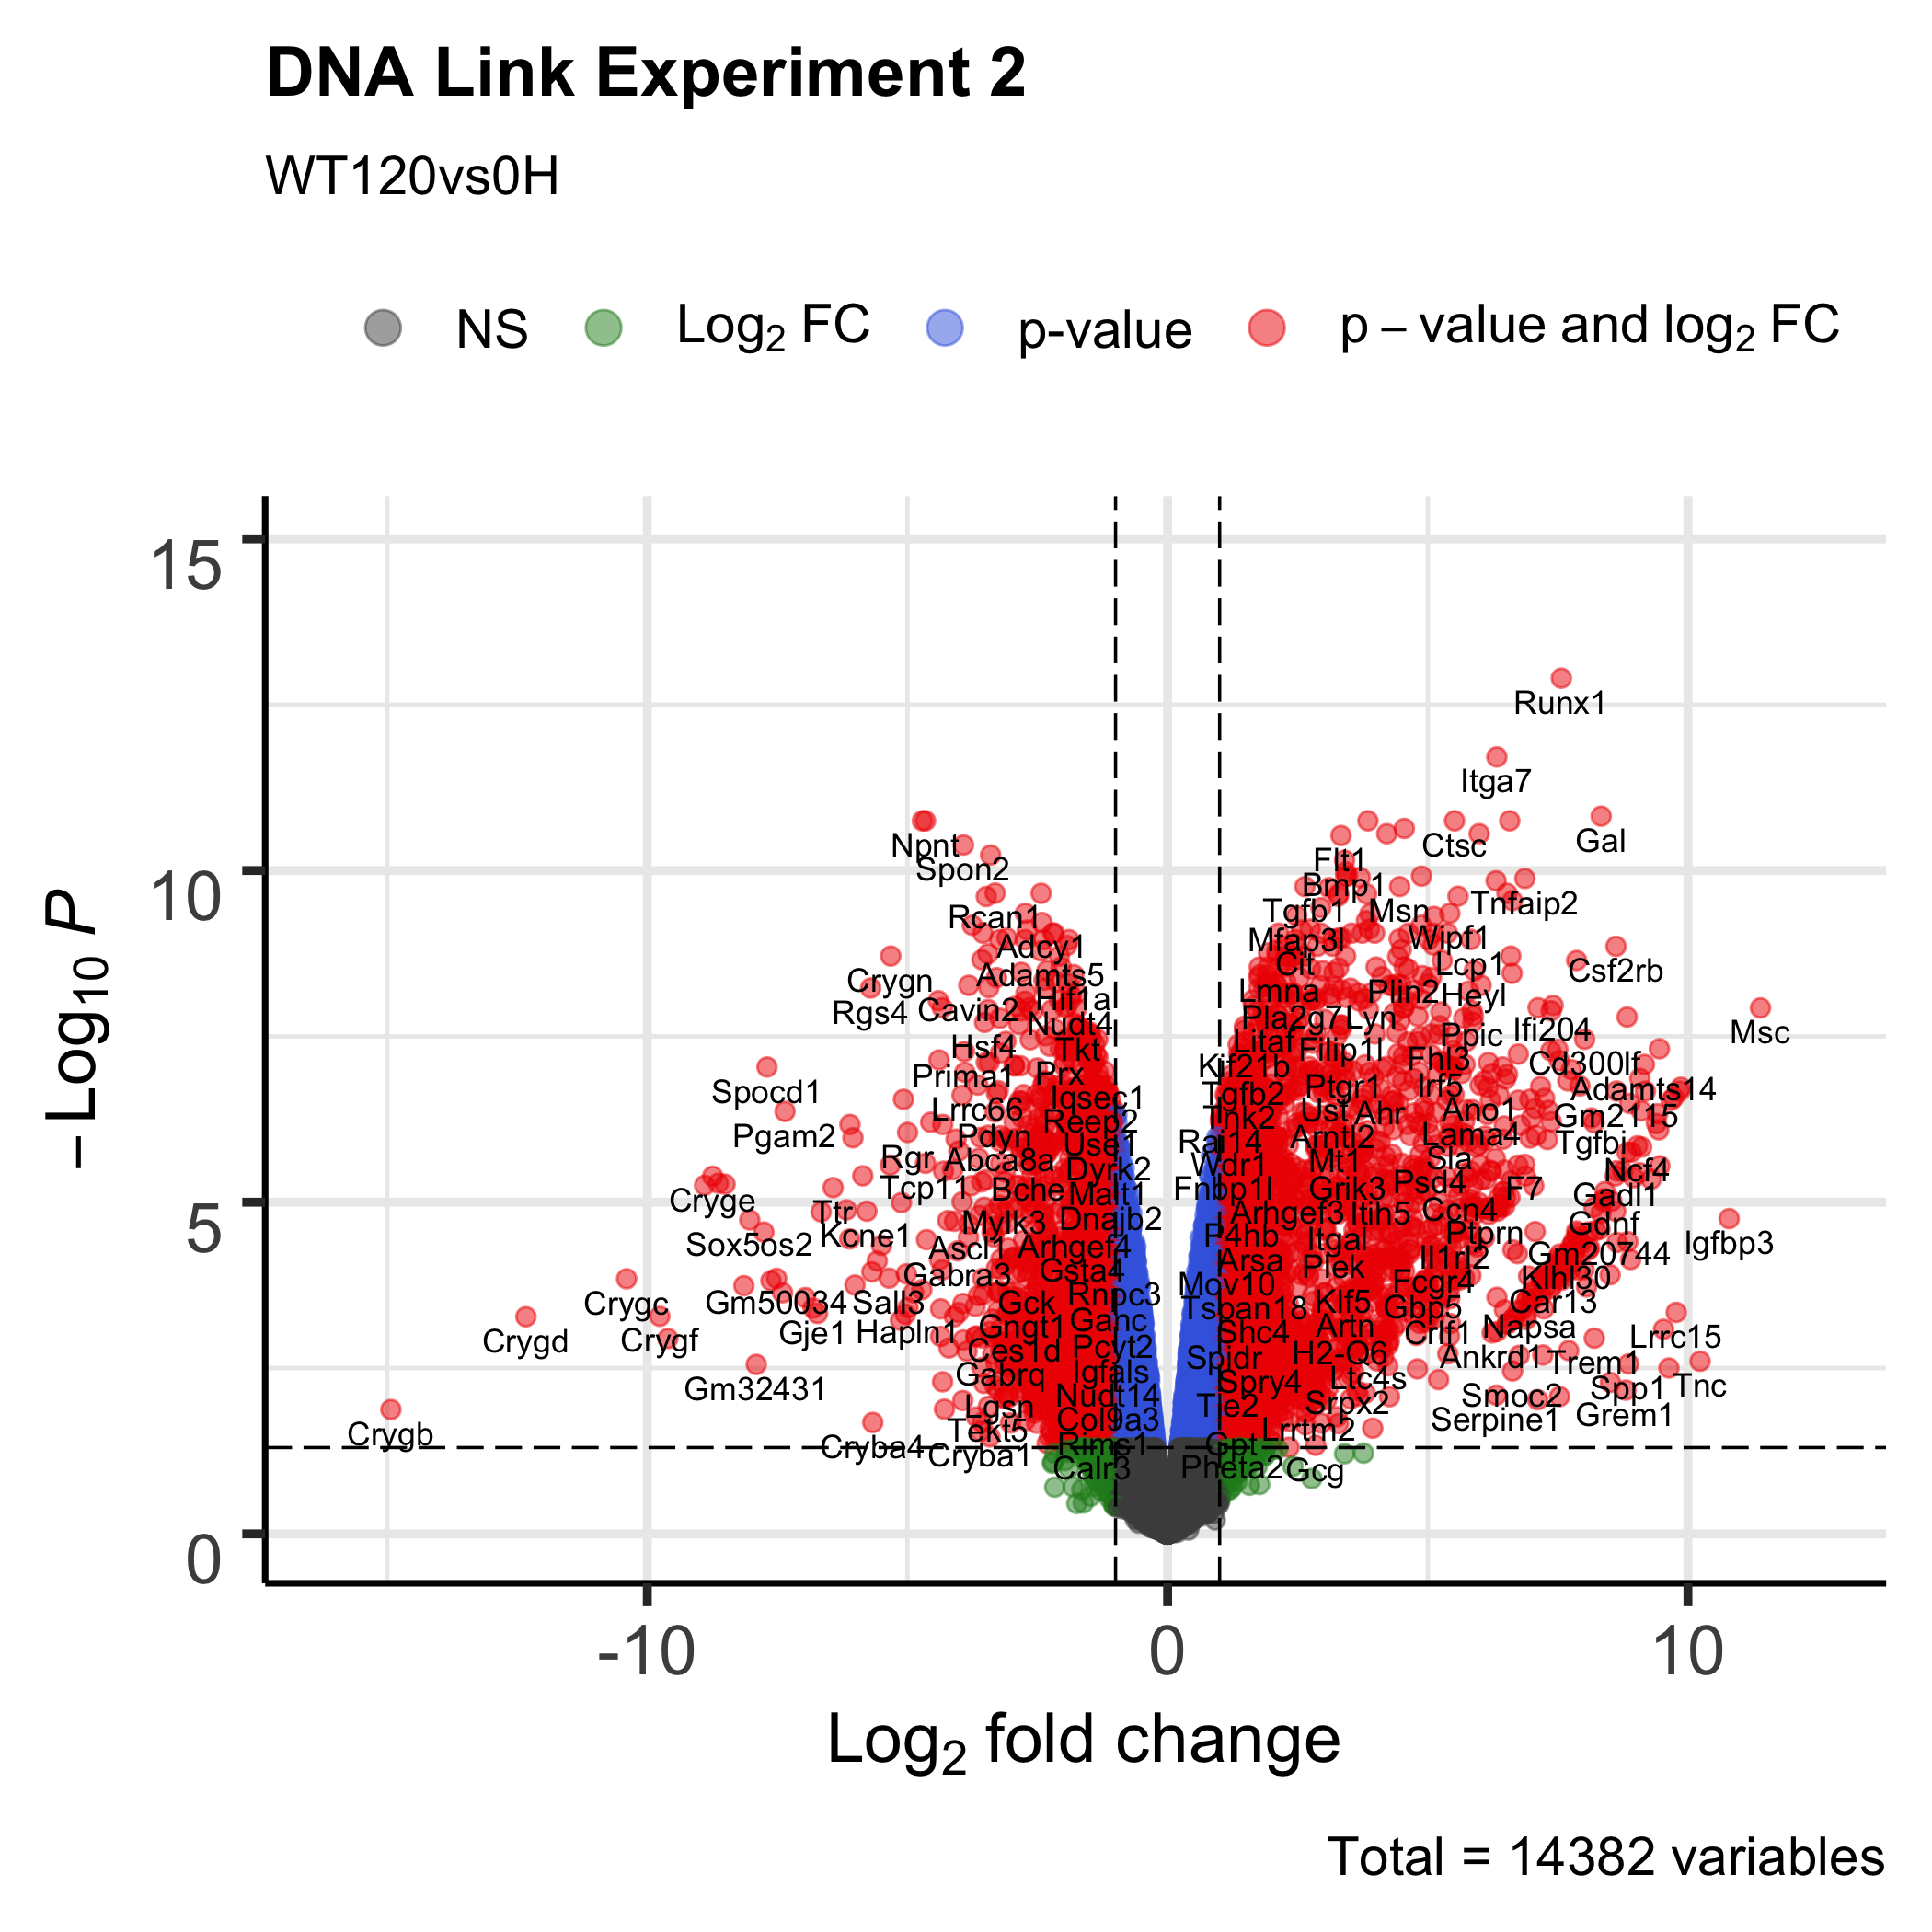 DNA Link Experiment 2
WT120vs0H
NS Log2 FC p-value p – value and log2 FC
15
10
5
0
–Log10 P
Runx1
Itga7
Npnt Ctsc Gal
Spon2 Flt1
Bmp1
Rcan1 Tgfb1 Msn Tnfaip2
Adcy1 Mfap3l Wipf1
Crygn Adamts5 Cit Lcp1 Csf2rb
Rgs4 Cavin2 Hif1a Lmna Plin2 Heyl
Nudt4 Pla2g7 Lyn Ppic Ifi204 Msc
Hsf4 Tkt Litaf Filip1l Fhl3 Cd300lf
Prima1 Prx Kif21b Ptgr1 Irf5 Adamts14
Spocd1 Lrrc66 Iqsec1 Tgfb2 Ust Ahr Ano1 Gm2115
Pgam2 Pdyn Reep2 Tnk2 Arntl2 Lama4 Tgfbi
Rgr Abca8a Use1 Rai14 Mt1 Sla Ncf4
Tcp11 Bche Dyrk2 Wdr1 Grik3 Psd4 F7 Gadl1
Cryge Ttr Malt1 Fnbp1l Arhgef3 Itih5 Ccn4 Gdnf
Sox5os2 Kcne1 Mylk3 Dnajb2 P4hb Itgal Ptprn Igfbp3
Ascl1 Arhgef4 Arsa Plek Il1rl2 Gm20744
Gabra3 Gsta4 Mov10 Fcgr4 Klhl30
Crygc Gm50034 Sall3 Gck Rnpc3 Tspan18 Klf5 Gbp5 Car13
Crygd Crygf Gje1 Hapln1 Gngt1 Ganc Shc4 Artn Crlf1 Napsa Lrrc15
Ces1d Pcyt2 Spidr H2-Q6 Ankrd1 Trem1
Gm32431 Gabrq Igfals Spry4 Ltc4s Smoc2 Spp1 Tnc
Crygb Lgsn Nudt14 Tle2 Srpx2 Serpine1 Grem1
Tekt5 Col9a3 Lrrtm2
Cryba4 Cryba1 Rims1 Gpt
Calr3 Pheta2 Gcg
-10 0 10
Log2 fold change
Total = 14382 variables